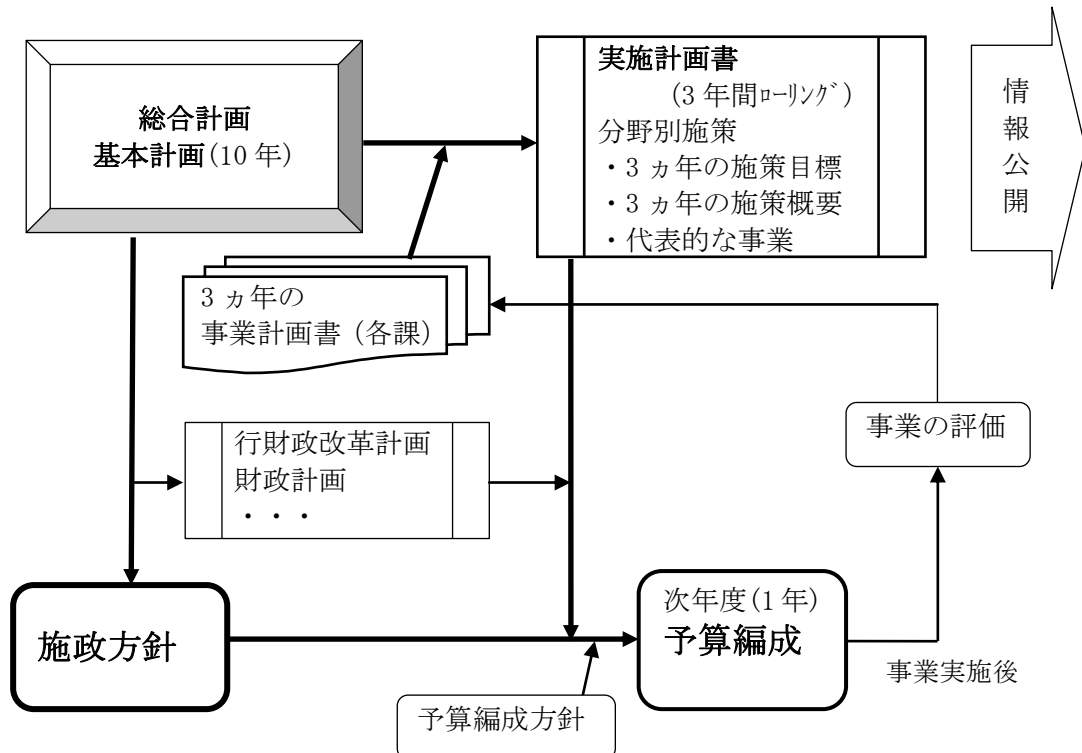 総合計画
基本計画(10年)
実施計画書
(3年間ﾛｰﾘﾝｸﾞ)
分野別施策
・3ヵ年の施策目標
・3ヵ年の施策概要
・代表的な事業
情報公開
3ヵ年の
事業計画書(各課)
事業の評価
行財政改革計画
財政計画
・・・
施政方針
次年度(1年)
予算編成
事業実施後
予算編成方針